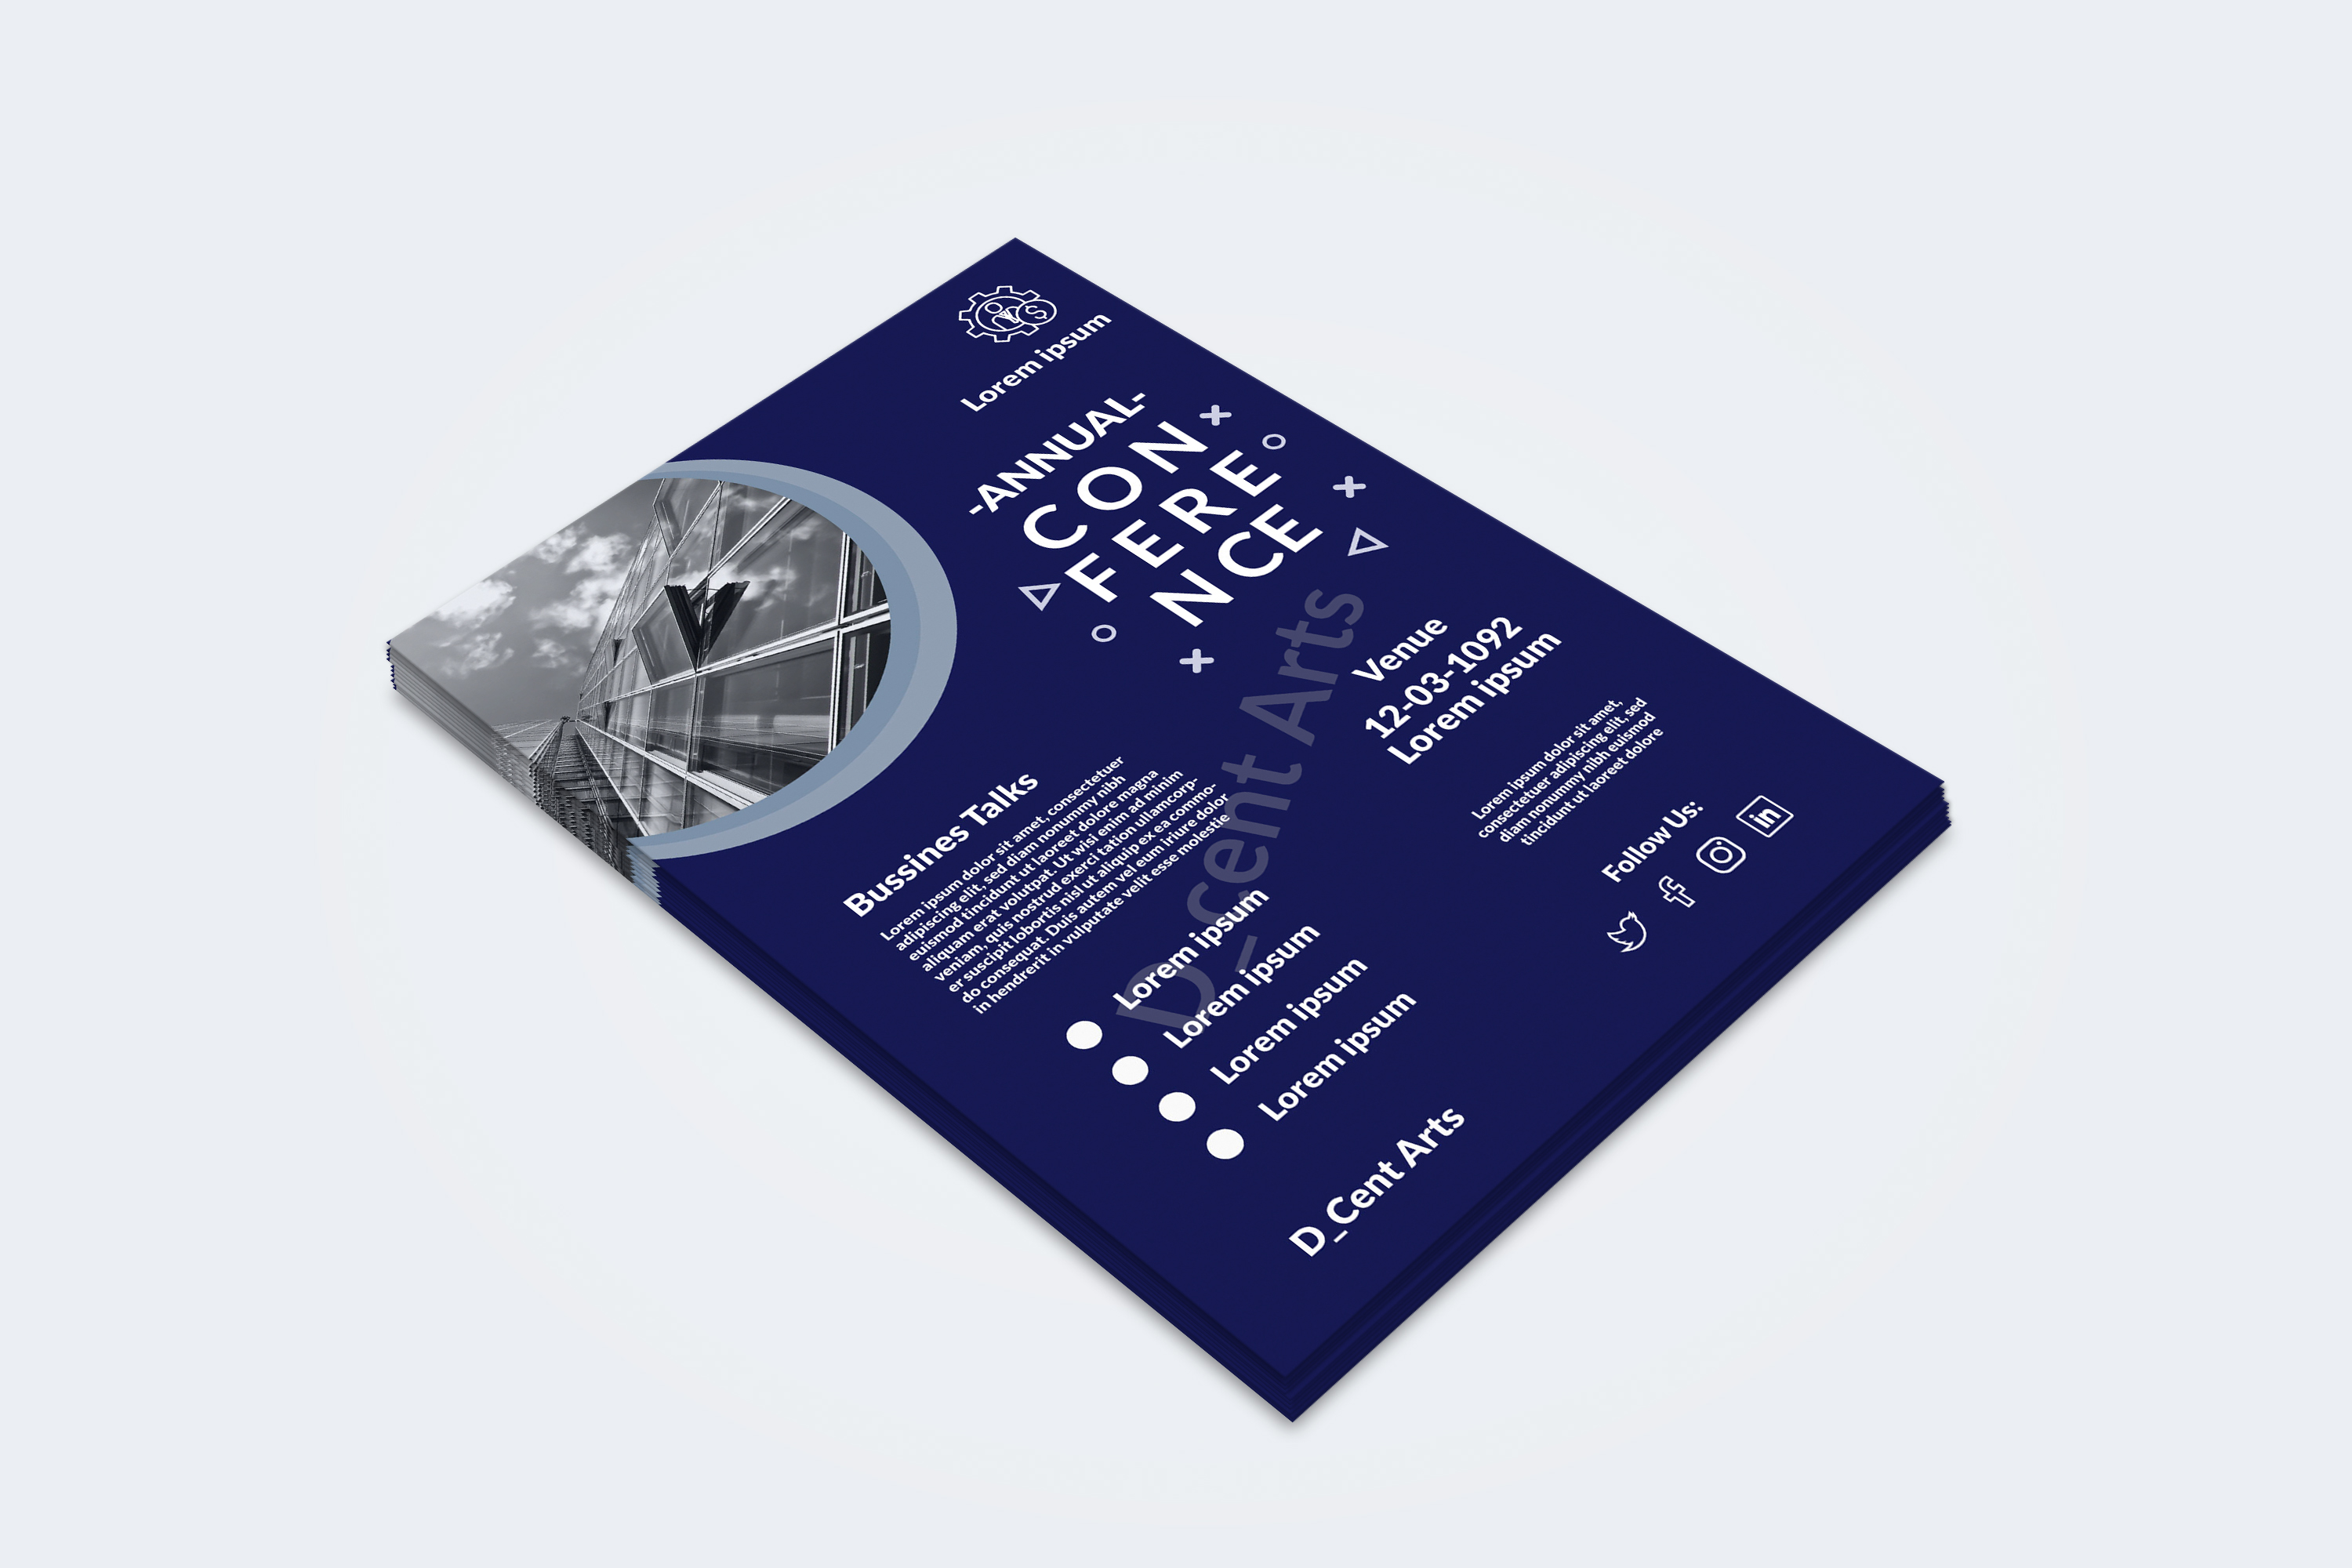 Lorem ipsum
-ANNUAL-
CON
FERE
NCE
Venue
12-03-1092
Lorem ipsum
Lorem ipsum dolor sit amet,
consectetuer adipiscing elit, sed
diam nonummy nibh euismod
tincidunt ut laoreet dolore
Follow Us:
in
Bussines Talks
Lorem ipsum dolor sit amet, consectetuer
adipiscing elit, sed diam nonummy nibh
euismod tincidunt ut laoreet dolore magna
aliquam erat volutpat. Ut wisi enim ad minim
veniam, quis nostrud exerci tation ullamcorp-
er suscipit lobortis nisl ut aliquip ex ea commo-
do consequat. Duis autem vel eum iriure dolor
in hendrerit in vulputate velit esse molestie
Lorem ipsum
Lorem ipsum
Lorem ipsum
Lorem ipsum
D_Cent Arts
D_cent Arts